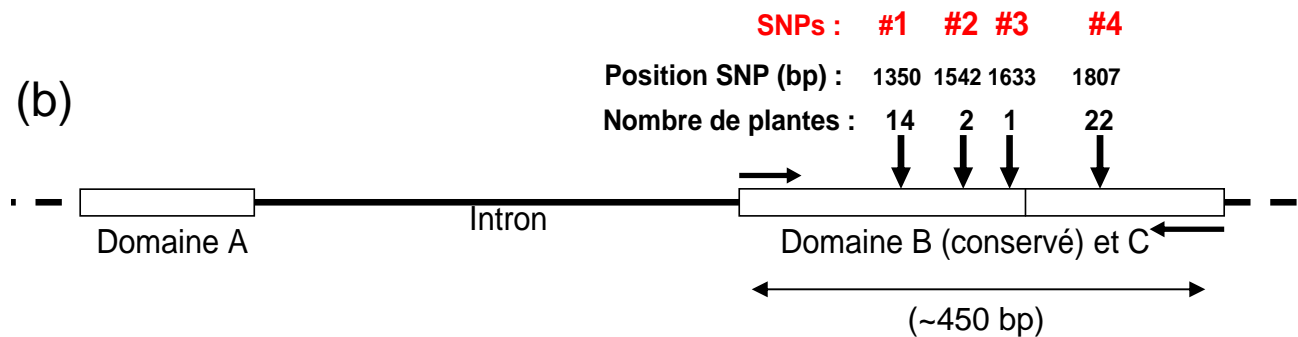 SNPs : #1 #2 #3 #4
Position SNP (bp) : 1350 1542 1633 1807
(b)
Nombre de plantes : 14 2 1 22
Intron
Domaine A Domaine B (conservé) et C
(~450 bp)